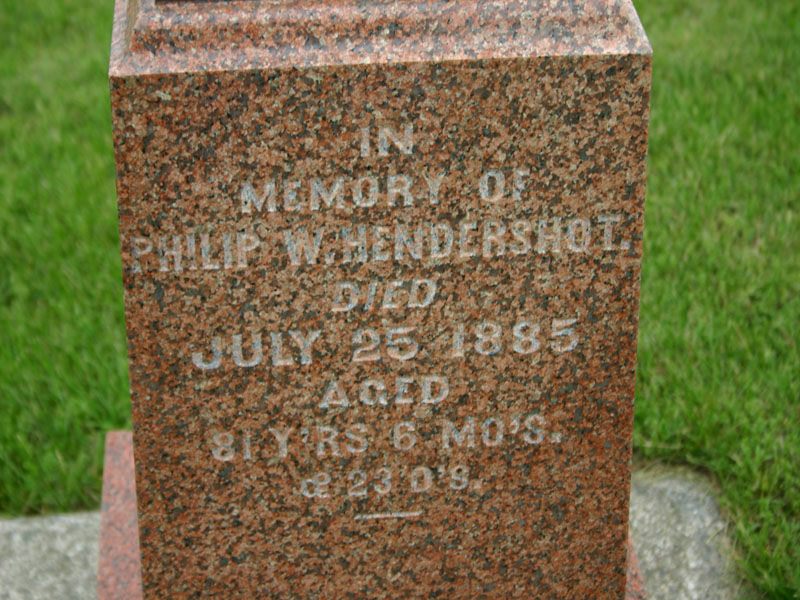 IN
MEMORY OF
PHILIP W. HENDERSHOT.
DIED
JULY 25, 1885
AGED
81 Y'RS 6 MO'S.
& 23 D'S.